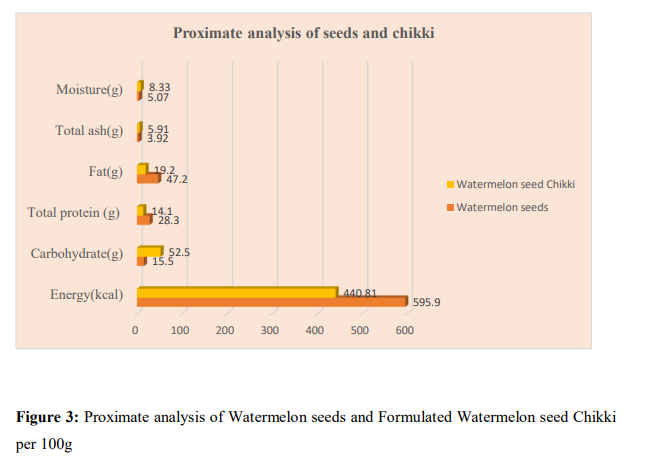 Proximate analysis of seeds and chikki
Moisture(g)
8.33
5.07
Total ash(g)
5.91
3.92
Fat(g)
19.2
47.2
Total protein (g)
14.1
28.3
Carbohydrate(g)
52.5
15.5
Energy(kcal)
440.81
595.9
0 100 200 300 400 500 600
Watermelon seed Chikki
Watermelon seeds
Figure 3: Proximate analysis of Watermelon seeds and Formulated Watermelon seed Chikki
per 100g